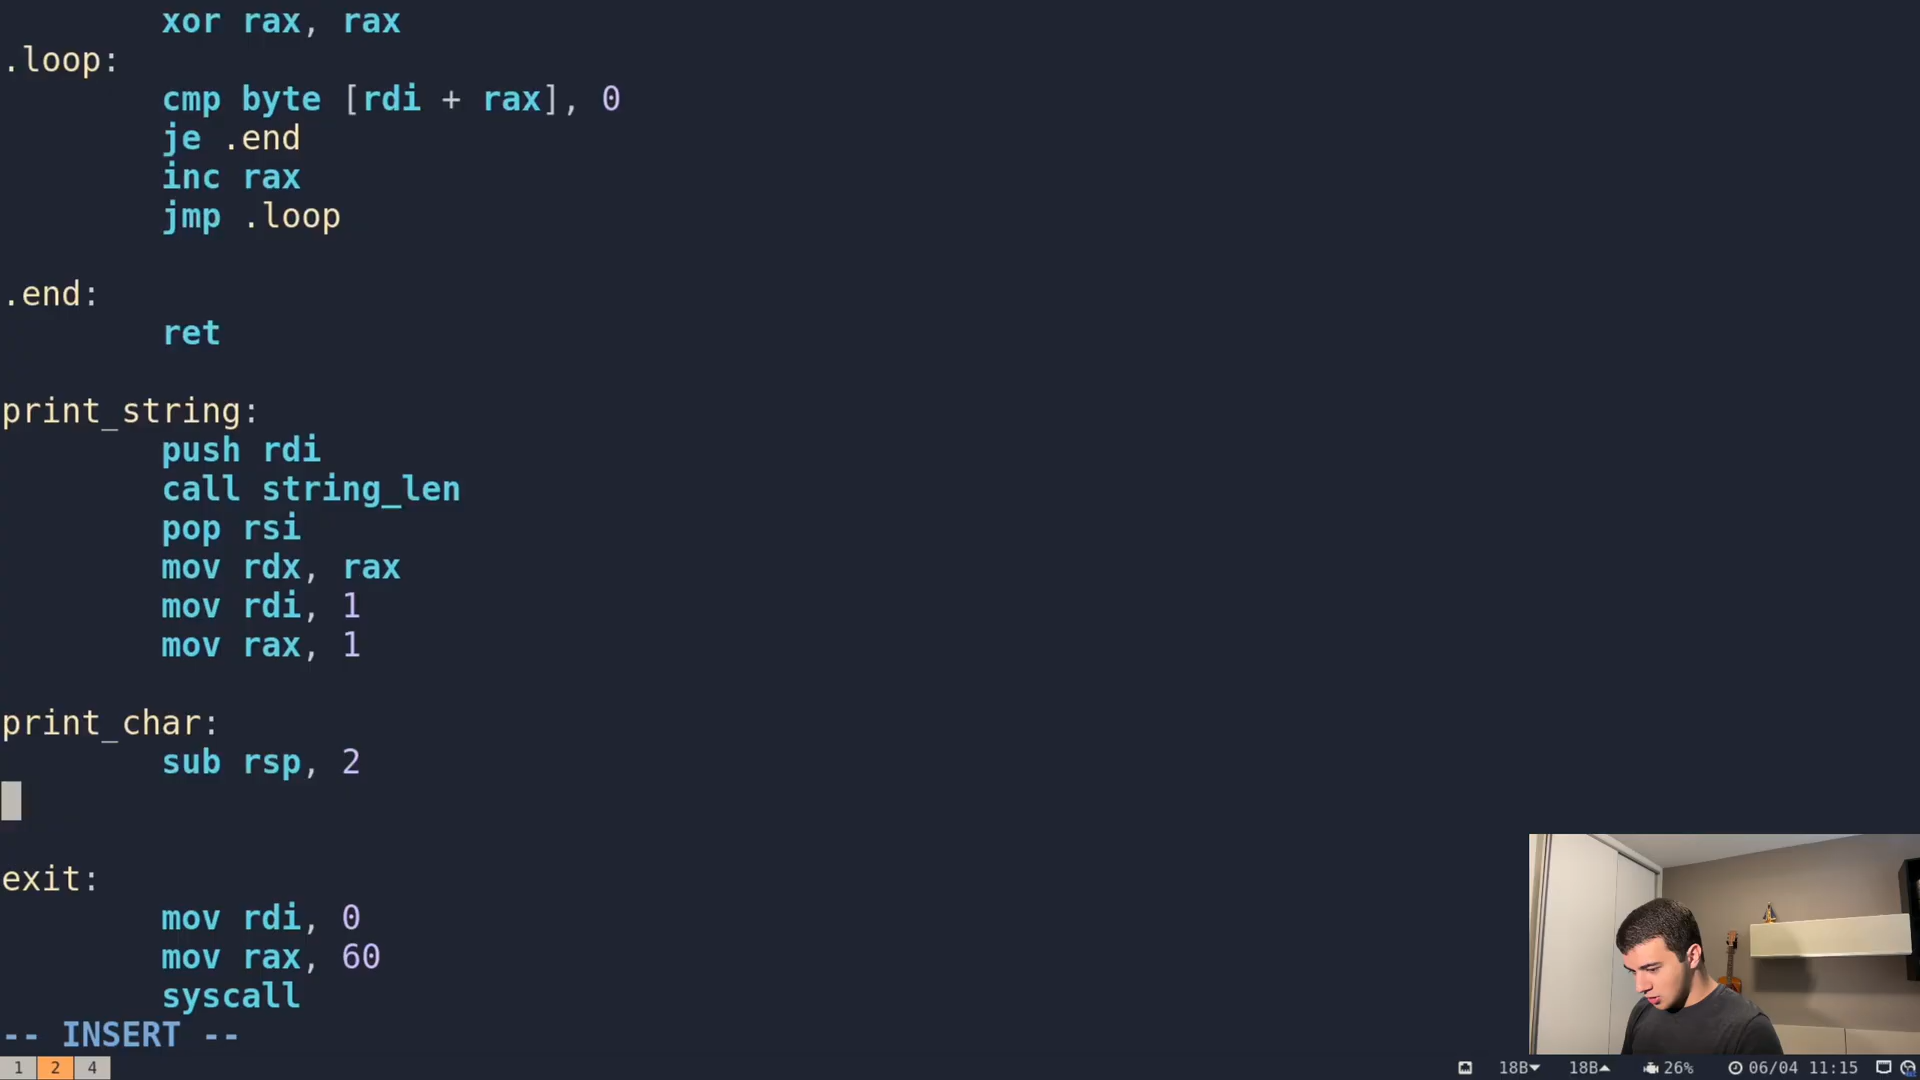 xor rax, rax
.loop:
cmp byte [rdi + rax], 0
je .end
inc rax
jmp .loop
.end:
ret
print_string:
push rdi
call string_len
pop rsi
mov rdx, rax
mov rdi, 1
mov rax, 1
print_char:
sub rsp, 2
exit:
mov rdi, 0
mov rax, 60
syscall
-- INSERT --
1 2 4 18B 18B 26% 06/04 11:15